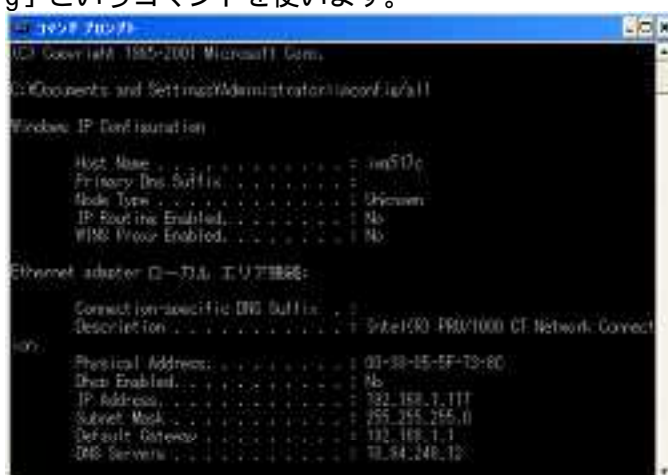 g」というコマンドを使います。
コマンド プロンプト
(C) Copyright 1985-2001 Microsoft Corp.
C:¥Documents and Settings¥Administrator>ipconfig/all
Windows IP Configuration
Host Name . . . . . . . . . . . . :
Primary Dns Suffix . . . . . . . :
Node Type . . . . . . . . . . . . : Unknown
IP Routing Enabled. . . . . . . . : No
WINS Proxy Enabled. . . . . . . . : No
Ethernet adapter ローカル エリア接続:
Connection-specific DNS Suffix . :
Description . . . . . . . . . . . : Intel(R) PRO/1000 CT Network Connect
ion
Physical Address. . . . . . . . . :
Dhcp Enabled. . . . . . . . . . . : No
IP Address. . . . . . . . . . . . : 192.168.1.111
Subnet Mask . . . . . . . . . . . : 255.255.255.0
Default Gateway . . . . . . . . . : 192.168.1.1
DNS Servers . . . . . . . . . . . :